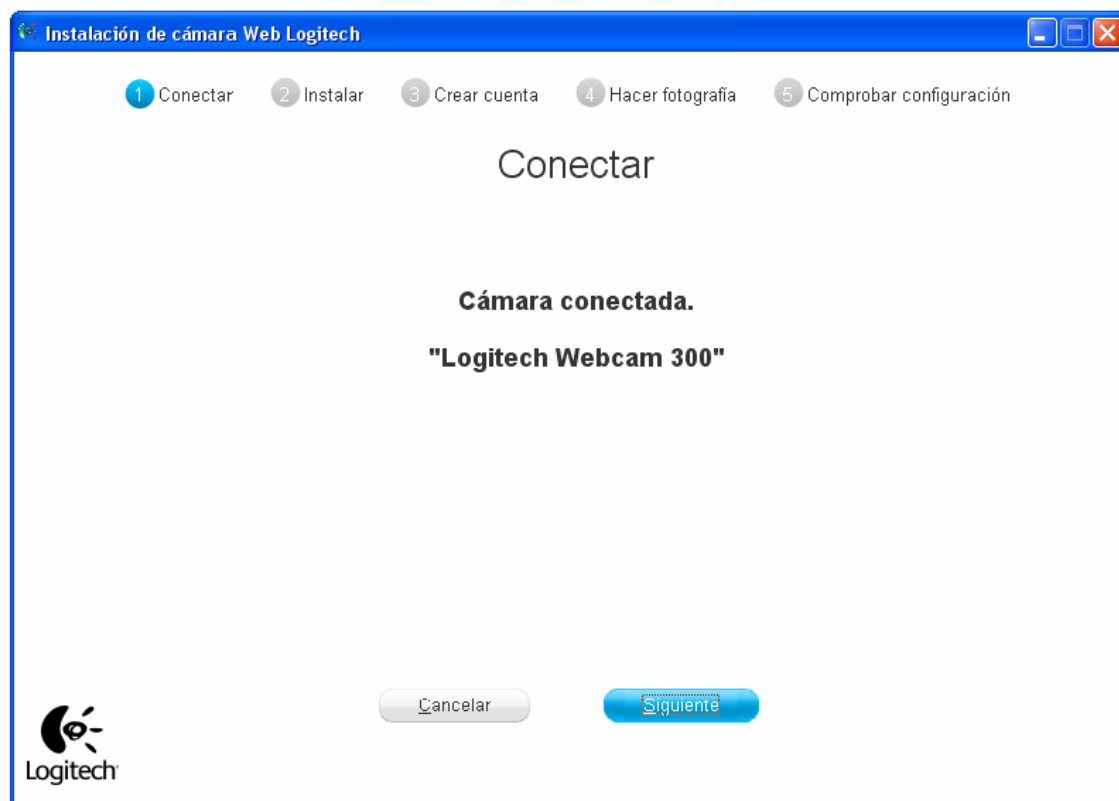 Instalación de cámara Web Logitech
1 Conectar 2 Instalar 3 Crear cuenta 4 Hacer fotografía 5 Comprobar configuración
Conectar
Cámara conectada.
"Logitech Webcam 300"
Cancelar Siguiente
Logitech